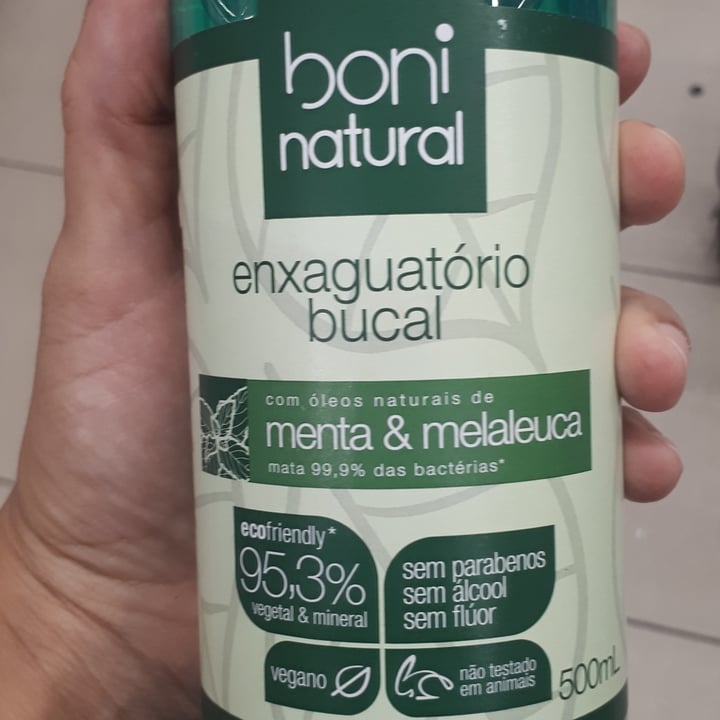 boni
natural
enxaguatório
bucal
com óleos naturais de
menta & melaleuca
mata 99,9% das bactérias*
ecofriendly*
95,3%
vegetal & mineral
sem parabenos
sem álcool
sem flúor
vegano
não testado
em animais
500mL